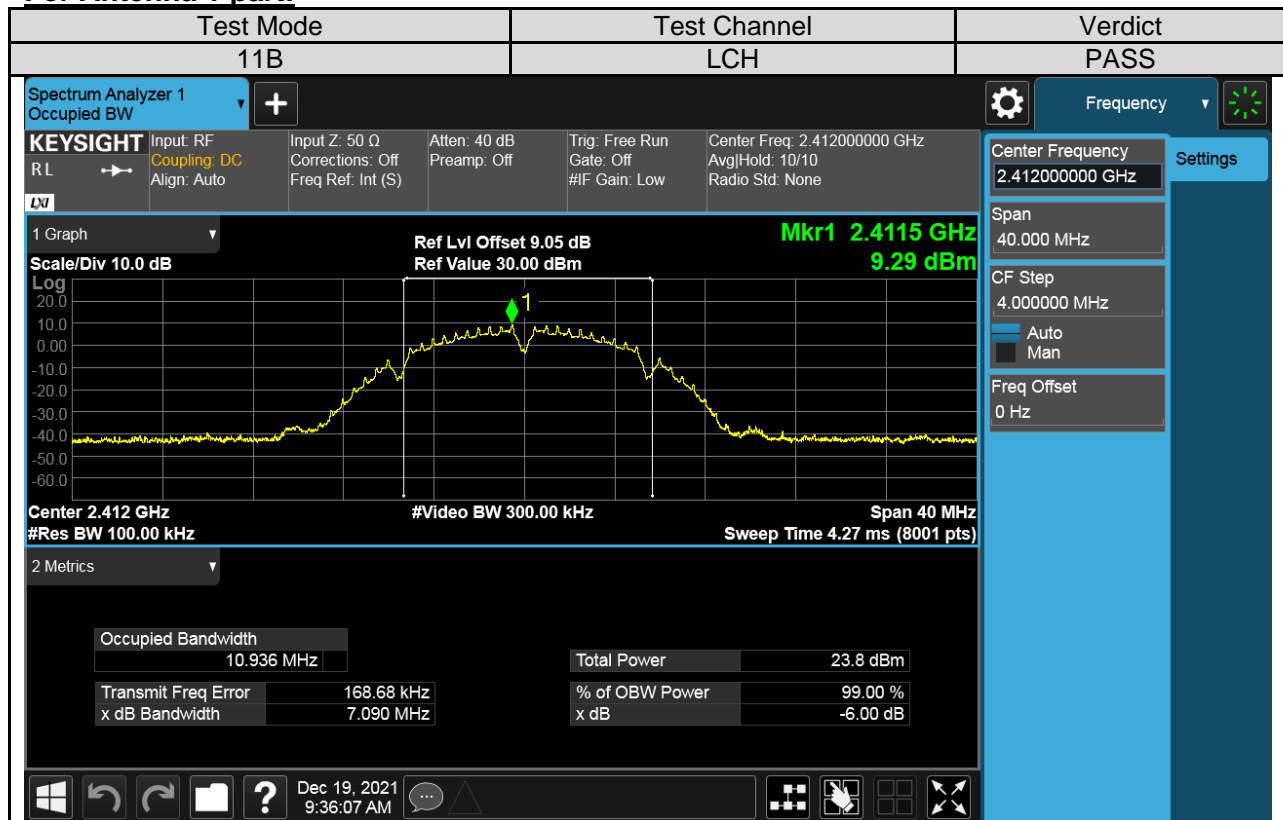 Test Mode Test Channel Verdict
11B LCH PASS
Spectrum Analyzer 1
Occupied BW
+
Frequency
KEYSIGHT
RL
LXI
Input: RF
Coupling: DC
Align: Auto
Input Z: 50 Ω
Corrections: Off
Freq Ref: Int (S)
Atten: 40 dB
Preamp: Off
Trig: Free Run
Gate: Off
#IF Gain: Low
Center Freq: 2.412000000 GHz
Avg|Hold: 10/10
Radio Std: None
Center Frequency
2.412000000 GHz
Settings
Span
40.000 MHz
CF Step
4.000000 MHz
Auto
Man
Freq Offset
0 Hz
1 Graph
Scale/Div 10.0 dB
Ref Lvl Offset 9.05 dB
Ref Value 30.00 dBm
Mkr1 2.4115 GHz
9.29 dBm
Log
20.0
10.0
0.00
-10.0
-20.0
-30.0
-40.0
-50.0
-60.0
1
Center 2.412 GHz
#Res BW 100.00 kHz
#Video BW 300.00 kHz
Span 40 MHz
Sweep Time 4.27 ms (8001 pts)
2 Metrics
Occupied Bandwidth
10.936 MHz
Total Power 23.8 dBm
Transmit Freq Error 168.68 kHz
% of OBW Power 99.00 %
x dB Bandwidth 7.090 MHz
x dB -6.00 dB
?
Dec 19, 2021
9:36:07 AM